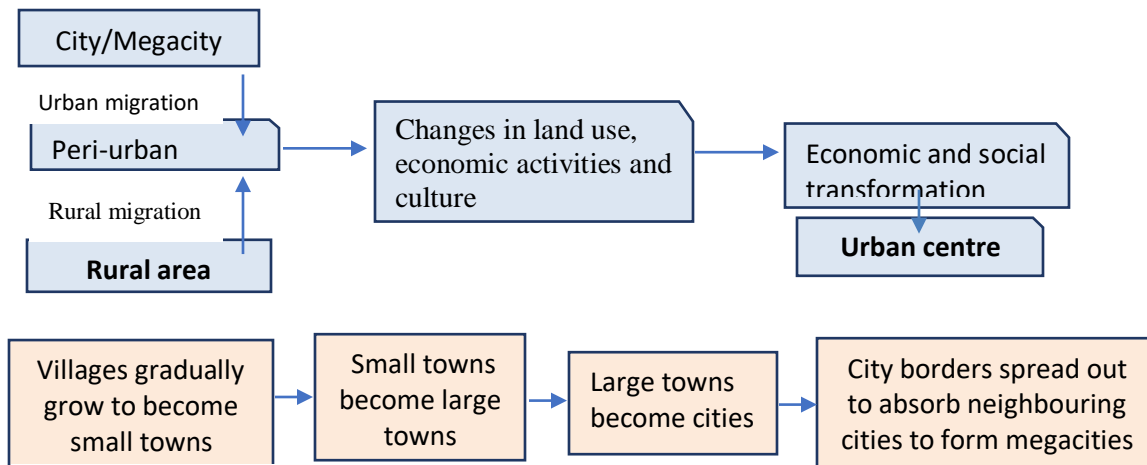 City/Megacity
Urban migration
Peri-urban
Rural migration
Rural area
Changes in land use,
economic activities and
culture
Economic and social
transformation
Urban centre
Villages gradually
grow to become
small towns
Small towns
become large
towns
Large towns
become cities
City borders spread out
to absorb neighbouring
cities to form megacities